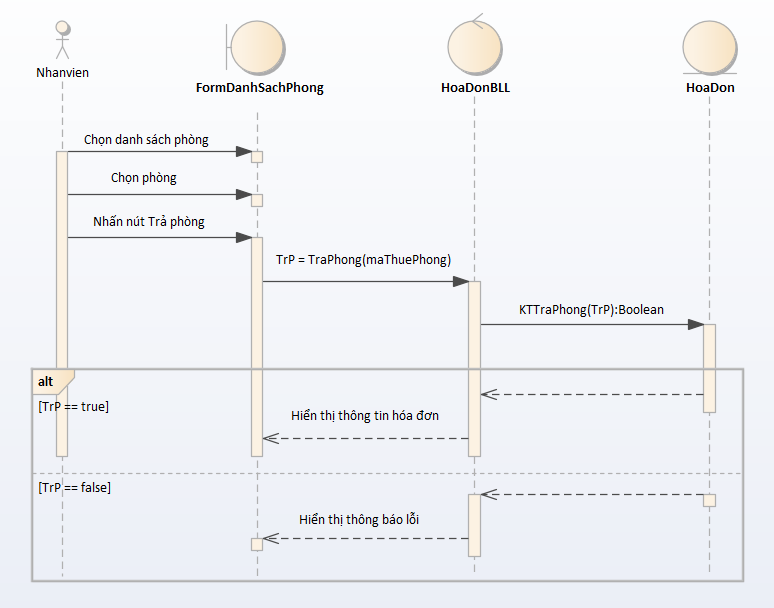 Nhanvien
FormDanhSachPhong
HoaDonBLL
HoaDon
Chọn danh sách phòng
Chọn phòng
Nhấn nút Trả phòng
TrP = TraPhong(maThuePhong)
KTTraPhong(TrP):Boolean
alt
[TrP == true]
Hiển thị thông tin hóa đơn
[TrP == false]
Hiển thị thông báo lỗi